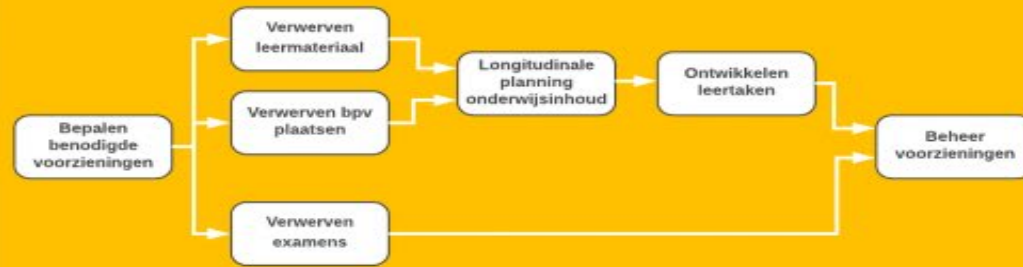 Verwerven
leermateriaal
Longitudinale
planning
onderwijsinhoud
Ontwikkelen
leertaken
Verwerven bpv
plaatsen
Bepalen
benodigde
voorzieningen
Beheer
voorzieningen
Verwerven
examens